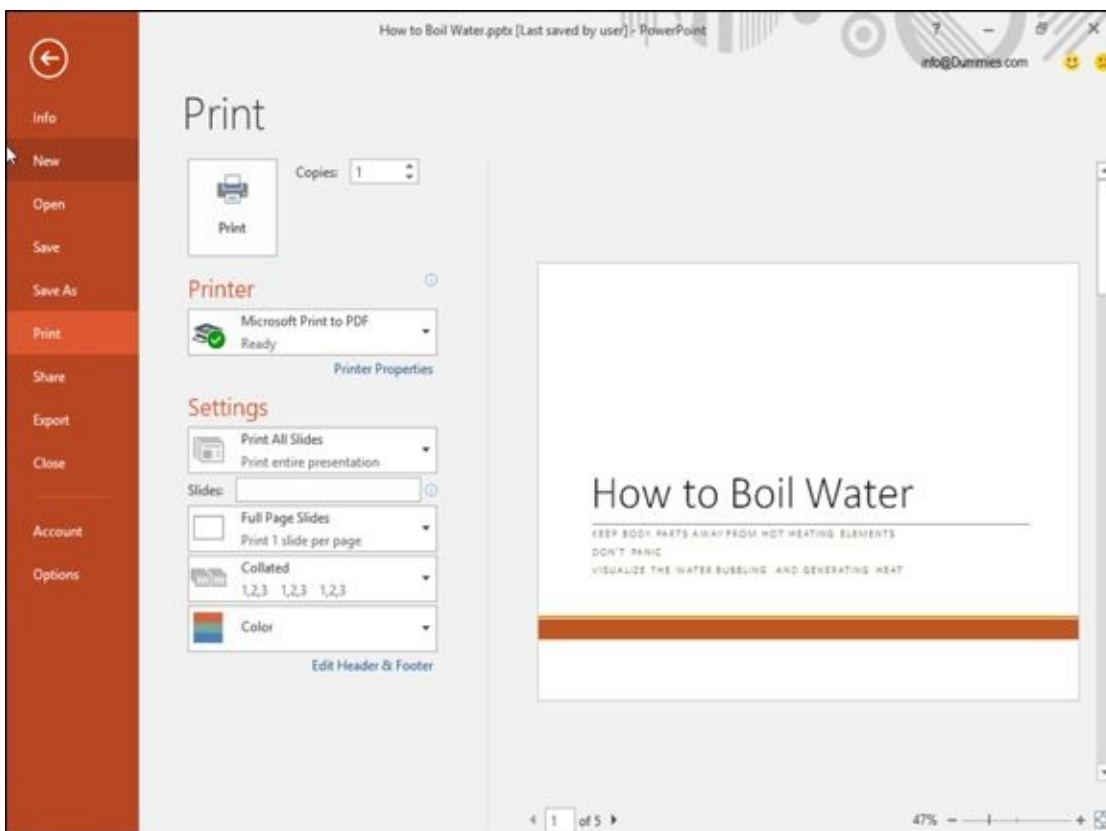 How to Boil Water.pptx [Last saved by user] - PowerPoint
?
info@Dummies.com
Info
New
Open
Save
Save As
Print
Share
Export
Close
Account
Options
Print
Copies: 1
Print
Printer
Microsoft Print to PDF
Ready
Printer Properties
Settings
Print All Slides
Print entire presentation
Slides:
Full Page Slides
Print 1 slide per page
Collated
1,2,3 1,2,3 1,2,3
Color
Edit Header & Footer
How to Boil Water
KEEP BODY PARTS AWAY FROM HOT HEATING ELEMENTS
DON'T PANIC
VISUALIZE THE WATER BUBBLING AND GENERATING HEAT
1 of 5
47%